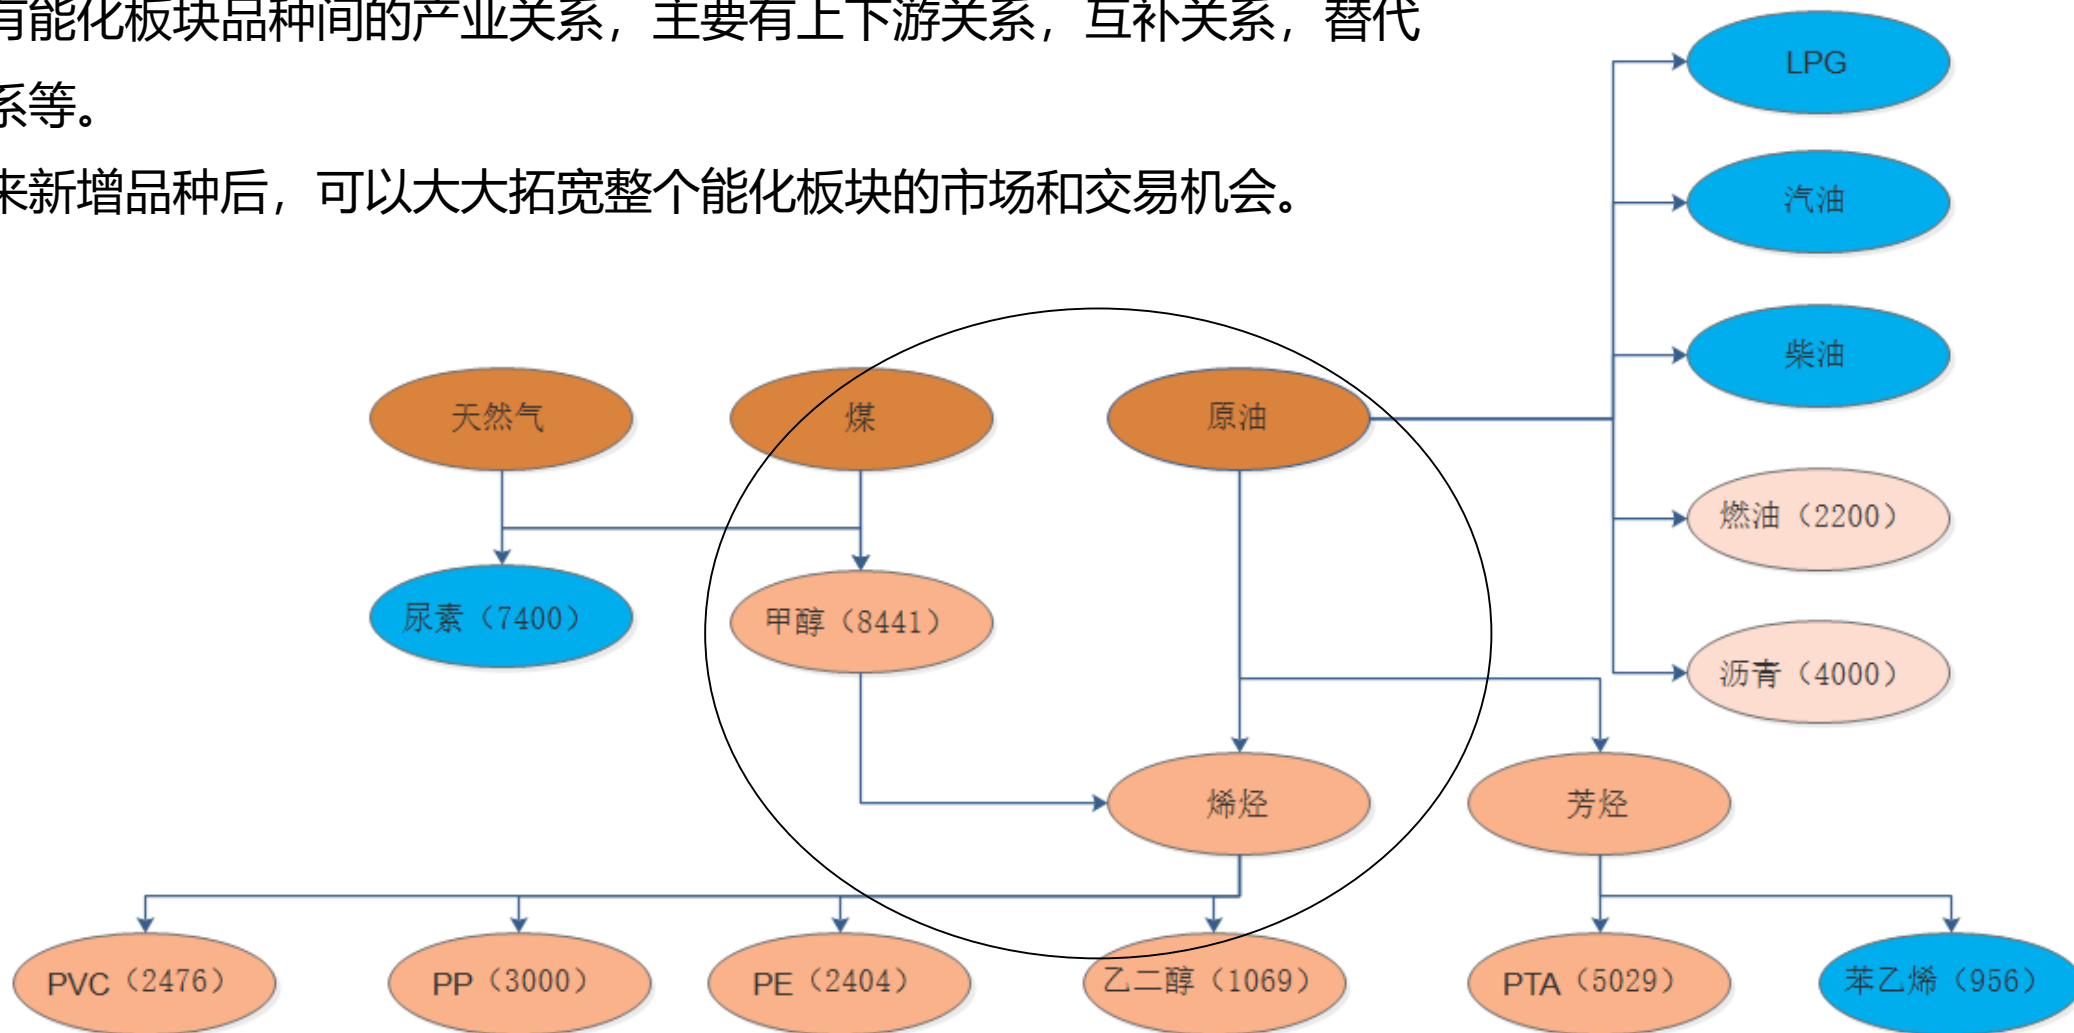 有能化板块品种间的产业关系，主要有上下游关系，互补关系，替代
系等。
来新增品种后，可以大大拓宽整个能化板块的市场和交易机会。
LPG
汽油
柴油
天然气
煤
原油
燃油（2200）
尿素（7400）
甲醇（8441）
沥青（4000）
烯烃
芳烃
PVC（2476）
PP（3000）
PE（2404）
乙二醇（1069）
PTA（5029）
苯乙烯（956）